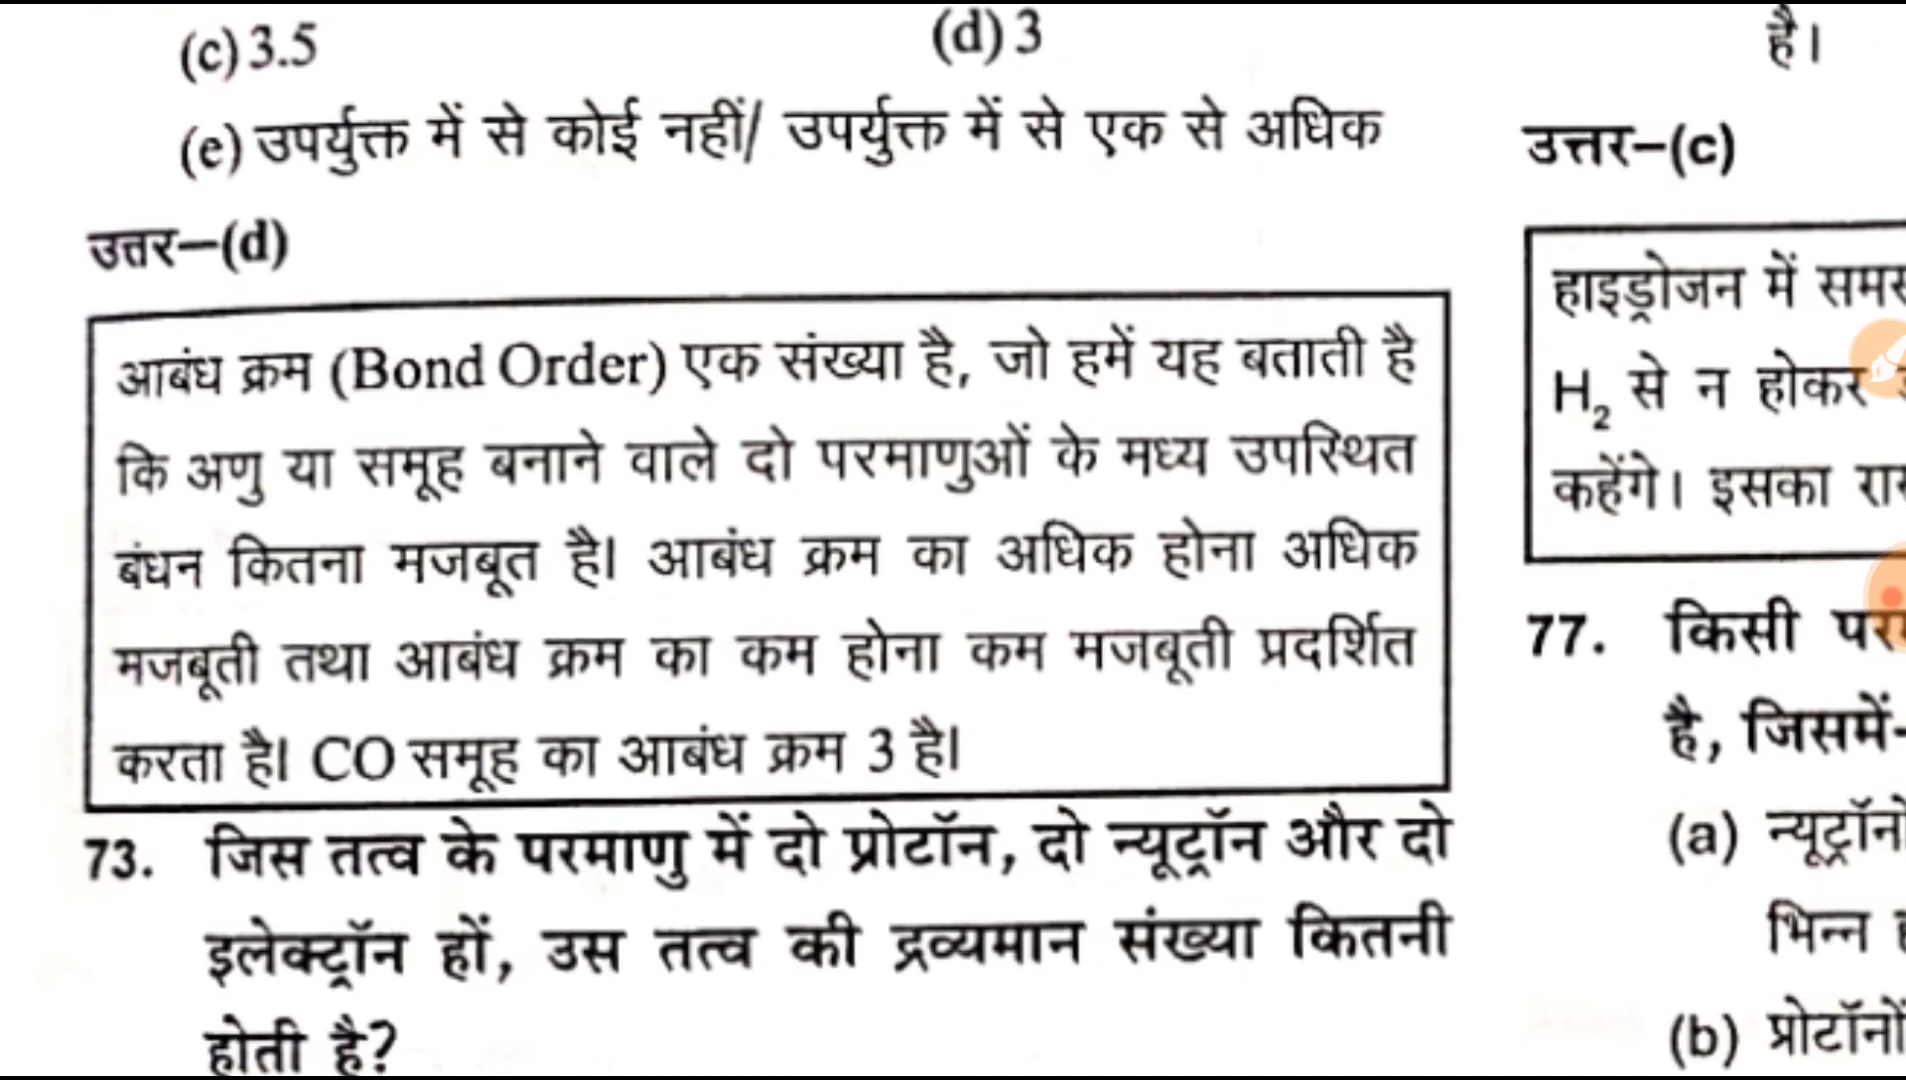 (c) 3.5 (d) 3
(e) उपर्युक्त में से कोई नहीं/ उपर्युक्त में से एक से अधिक
उत्तर–(d)
आबंध क्रम (Bond Order) एक संख्या है, जो हमें यह बताती है
कि अणु या समूह बनाने वाले दो परमाणुओं के मध्य उपस्थित
बंधन कितना मजबूत है। आबंध क्रम का अधिक होना अधिक
मजबूती तथा आबंध क्रम का कम होना कम मजबूती प्रदर्शित
करता है। CO समूह का आबंध क्रम 3 है।
73. जिस तत्व के परमाणु में दो प्रोटॉन, दो न्यूट्रॉन और दो
इलेक्ट्रॉन हों, उस तत्व की द्रव्यमान संख्या कितनी
होती है?
है।
उत्तर–(c)
हाइड्रोजन में
H₂ से न होकर
कहेंगे। इसका
77. किसी
है, जिसमें-
(a)
भिन्न
(b)